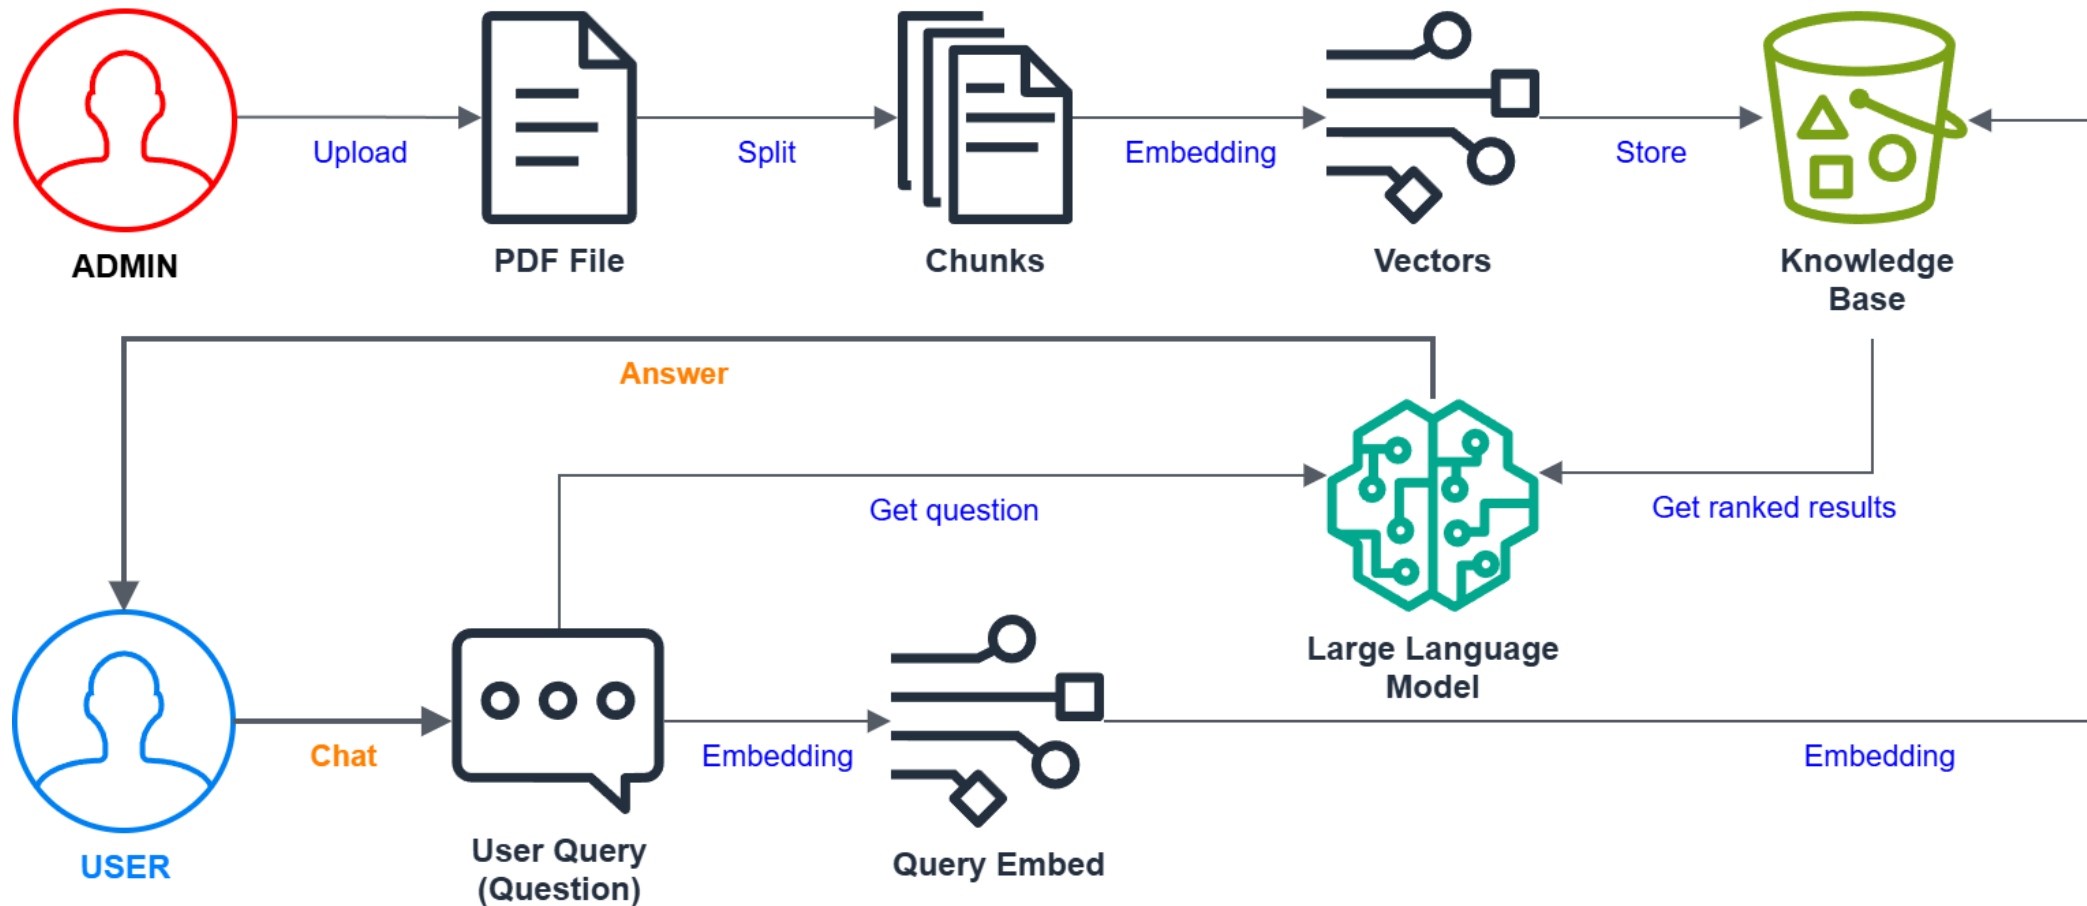 Upload
Split
Embedding
Store
ADMIN
PDF File
Chunks
Vectors
Knowledge
Base
Answer
Get question
Get ranked results
Large Language
Model
Chat
Embedding
Embedding
USER
User Query
(Question)
Query Embed